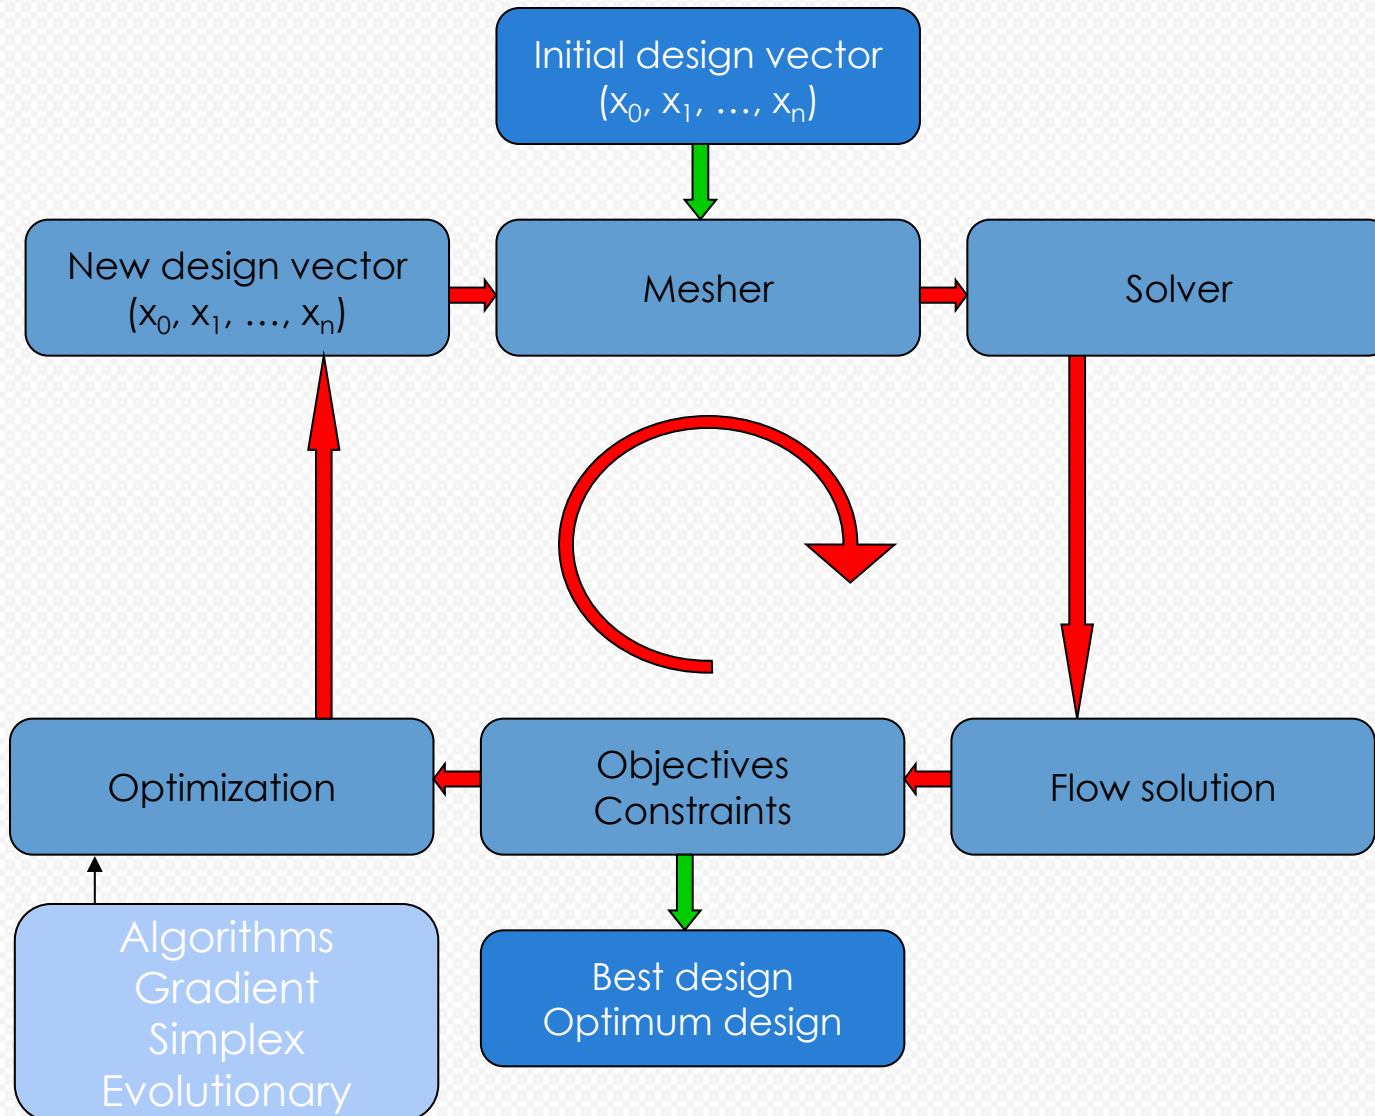 Initial design vector
(x₀, x₁, …, xₙ)
New design vector
(x₀, x₁, …, xₙ)
Mesher
Solver
Optimization
Objectives
Constraints
Flow solution
Algorithms
Gradient
Simplex
Evolutionary
Best design
Optimum design